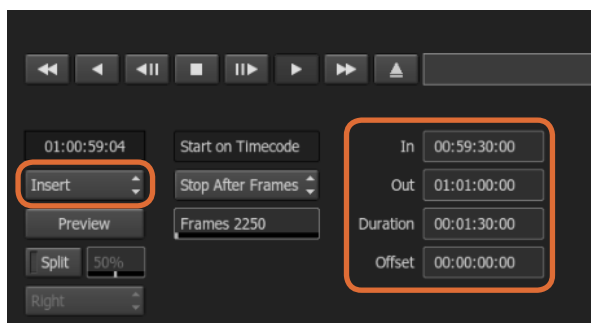 01:00:59:04 Start on Timecode In 00:59:30:00
Insert Stop After Frames Out 01:01:00:00
Preview Frames 2250 Duration 00:01:30:00
Split 50% Offset 00:00:00:00
Right